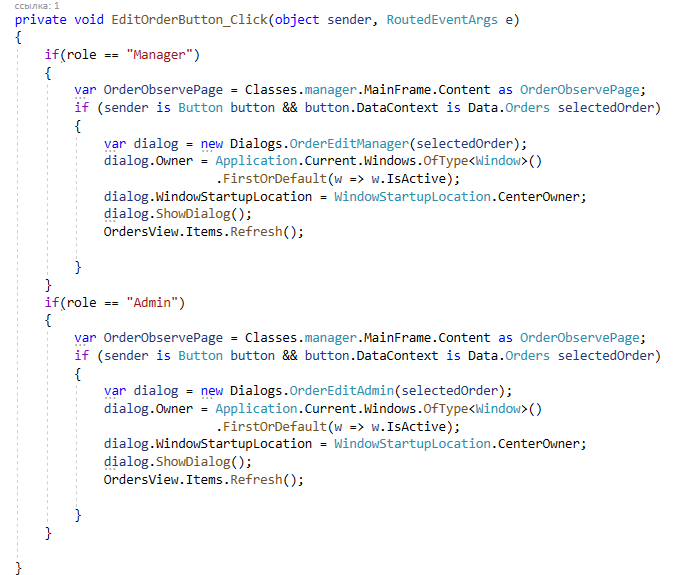 ссылка: 1
private void EditOrderButton_Click(object sender, RoutedEventArgs e)
{
    if(role == "Manager")
    {
        var OrderObservePage = Classes.manager.MainFrame.Content as OrderObservePage;
        if (sender is Button button && button.DataContext is Data.Orders selectedOrder)
        {
            var dialog = new Dialogs.OrderEditManager(selectedOrder);
            dialog.Owner = Application.Current.Windows.OfType<Window>()
                           .FirstOrDefault(w => w.IsActive);
            dialog.WindowStartupLocation = WindowStartupLocation.CenterOwner;
            dialog.ShowDialog();
            OrdersView.Items.Refresh();
        }
    }
    if(role == "Admin")
    {
        var OrderObservePage = Classes.manager.MainFrame.Content as OrderObservePage;
        if (sender is Button button && button.DataContext is Data.Orders selectedOrder)
        {
            var dialog = new Dialogs.OrderEditAdmin(selectedOrder);
            dialog.Owner = Application.Current.Windows.OfType<Window>()
                           .FirstOrDefault(w => w.IsActive);
            dialog.WindowStartupLocation = WindowStartupLocation.CenterOwner;
            dialog.ShowDialog();
            OrdersView.Items.Refresh();
        }
    }
}